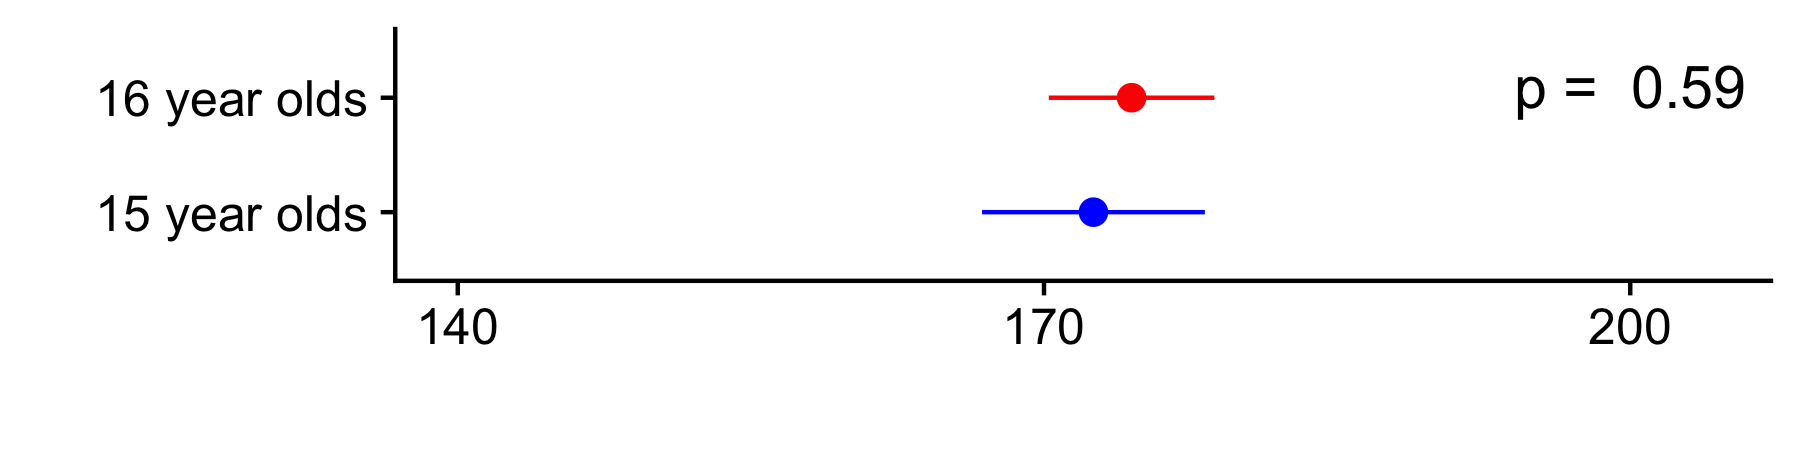 16 year olds
p =  0.59
15 year olds
140
170
200